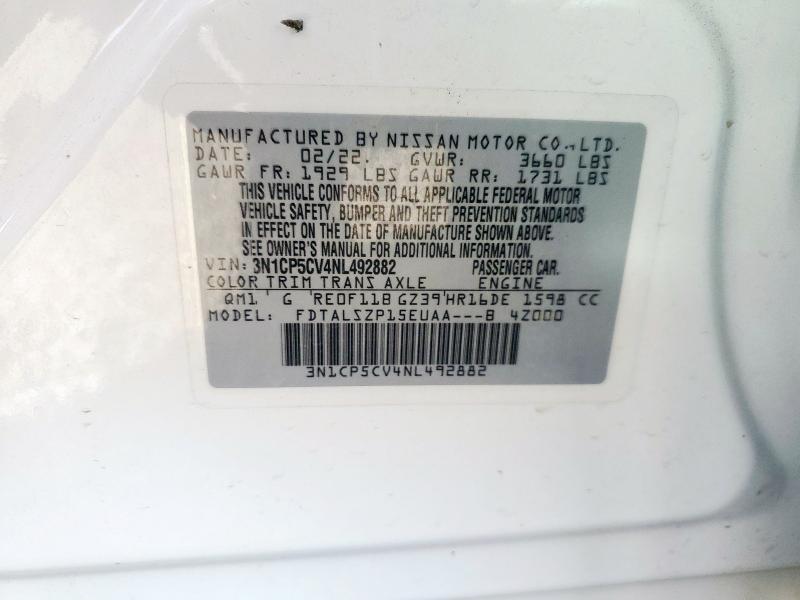 MANUFACTURED BY NISSAN MOTOR CO.,LTD.
DATE: 02/22. GVWR: 3660 LBS
GAWR FR: 1929 LBS GAWR RR: 1731 LBS
THIS VEHICLE CONFORMS TO ALL APPLICABLE FEDERAL MOTOR
VEHICLE SAFETY, BUMPER AND THEFT PREVENTION STANDARDS
IN EFFECT ON THE DATE OF MANUFACTURE SHOWN ABOVE.
SEE OWNER'S MANUAL FOR ADDITIONAL INFORMATION.
VIN: 3N1CP5CV4NL492882 PASSENGER CAR.
COLOR TRIM TRANS AXLE ENGINE
QM1 G RE0F11B GZ39 HR16DE 1598 CC
MODEL: FDTALSZP15EUAA---B 4Z000
3N1CP5CV4NL492882